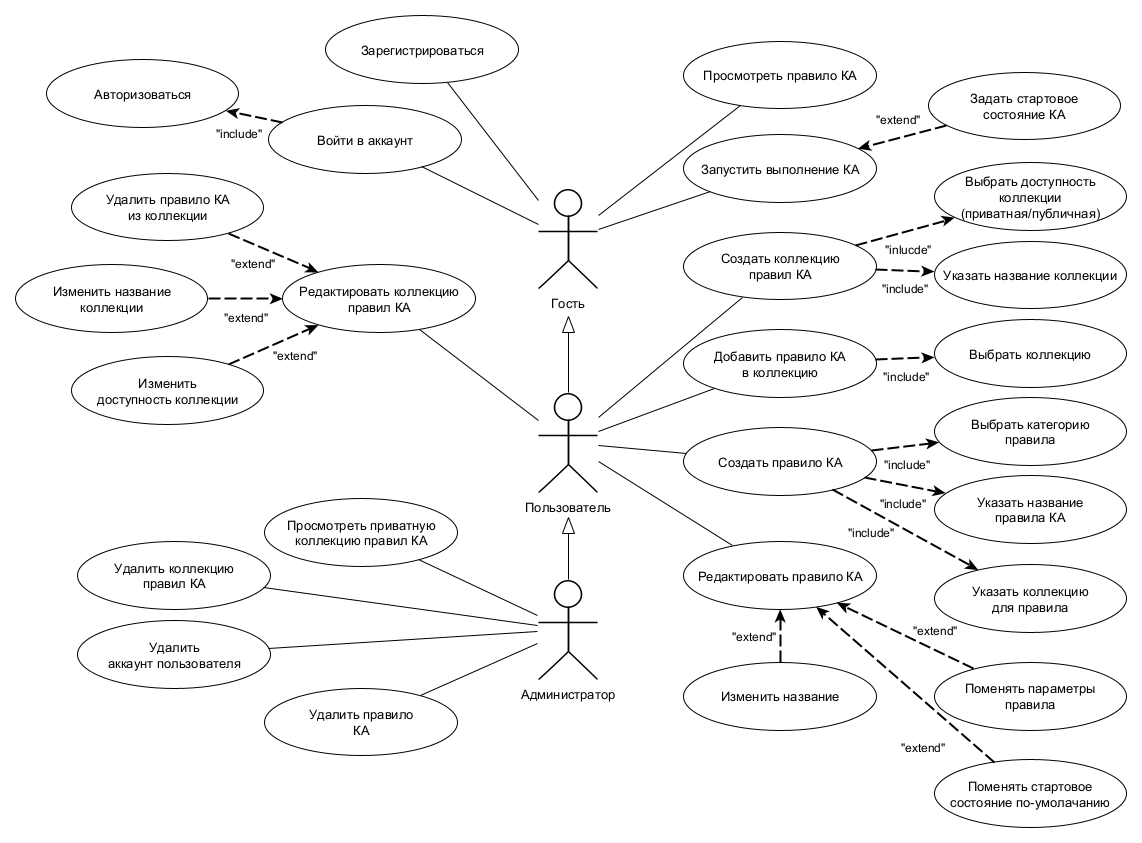 Зарегистрироваться
Авторизоваться
"include"
Войти в аккаунт
Просмотреть правило КА
Задать стартовое
состояние КА
"extend"
Запустить выполнение КА
Удалить правило КА
из коллекции
"extend"
Изменить название
коллекции
"extend"
Редактировать коллекцию
правил КА
"extend"
Изменить
доступность коллекции
Гость
Создать коллекцию
правил КА
"inlucde"
Выбрать доступность
коллекции
(приватная/публичная)
"include"
Указать название коллекции
Добавить правило КА
в коллекцию
"include"
Выбрать коллекцию
Создать правило КА
"include"
Выбрать категорию
правила
"include"
Указать название
правила КА
"include"
Указать коллекцию
для правила
Пользователь
Просмотреть приватную
коллекцию правил КА
Удалить коллекцию
правил КА
Удалить
аккаунт пользователя
Удалить правило
КА
Администратор
Редактировать правило КА
"extend"
Изменить название
"extend"
Поменять параметры
правила
"extend"
Поменять стартовое
состояние по-умолачанию